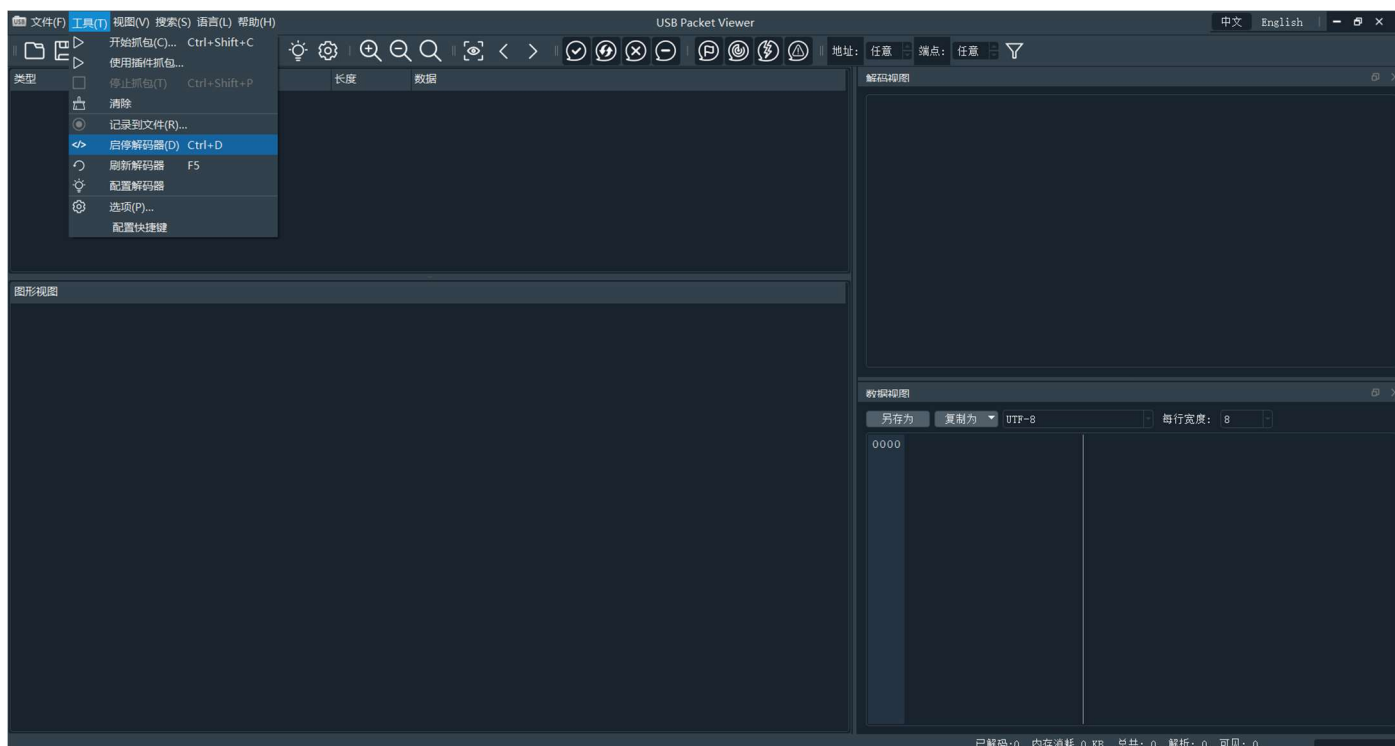 文件(F) 工具(T) 视图(V) 搜索(S) 语言(L) 帮助(H)
USB Packet Viewer
中文 English
开始抓包(C)... Ctrl+Shift+C
使用插件抓包...
停止抓包(T) Ctrl+Shift+P
清除
记录到文件(R)...
启停解码器(D) Ctrl+D
刷新解码器 F5
配置解码器
选项(P)...
配置快捷键
地址: 任意 端点: 任意
类型 长度 数据
解码视图
图形视图
数据视图
另存为 复制为 UTF-8 每行宽度: 8
0000
已解码:0 内存消耗 0 KB 总共: 0 解析: 0 可见: 0